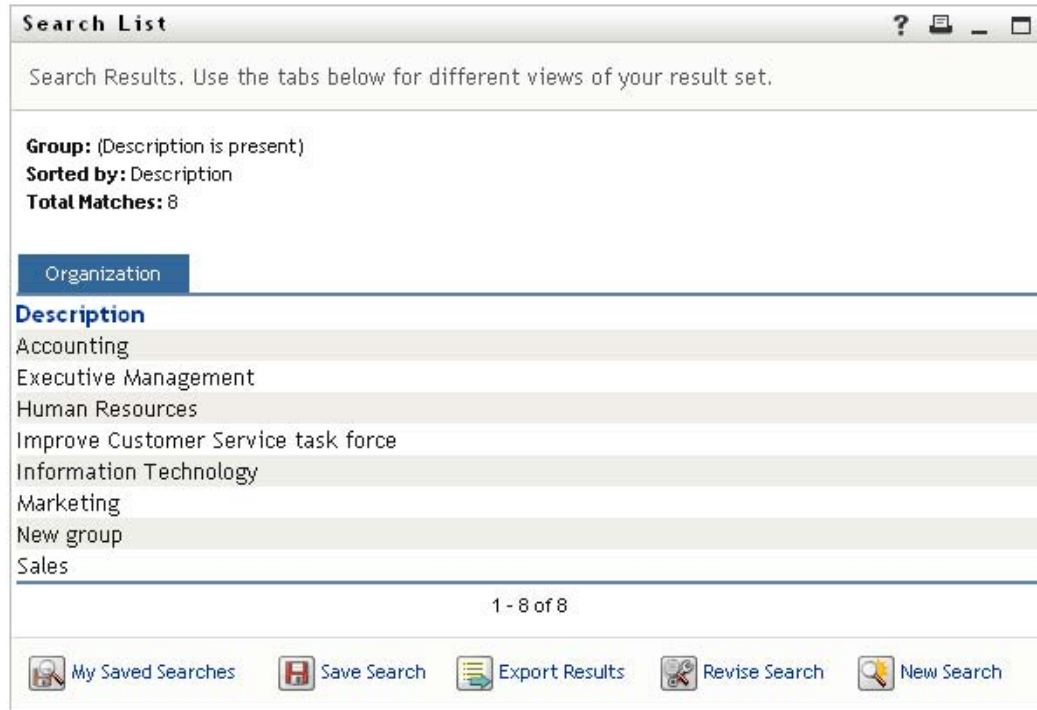 Search List ?
Search Results. Use the tabs below for different views of your result set.
Group: (Description is present)
Sorted by: Description
Total Matches: 8
Organization
Description
Accounting
Executive Management
Human Resources
Improve Customer Service task force
Information Technology
Marketing
New group
Sales
1 - 8 of 8
My Saved Searches Save Search Export Results Revise Search New Search